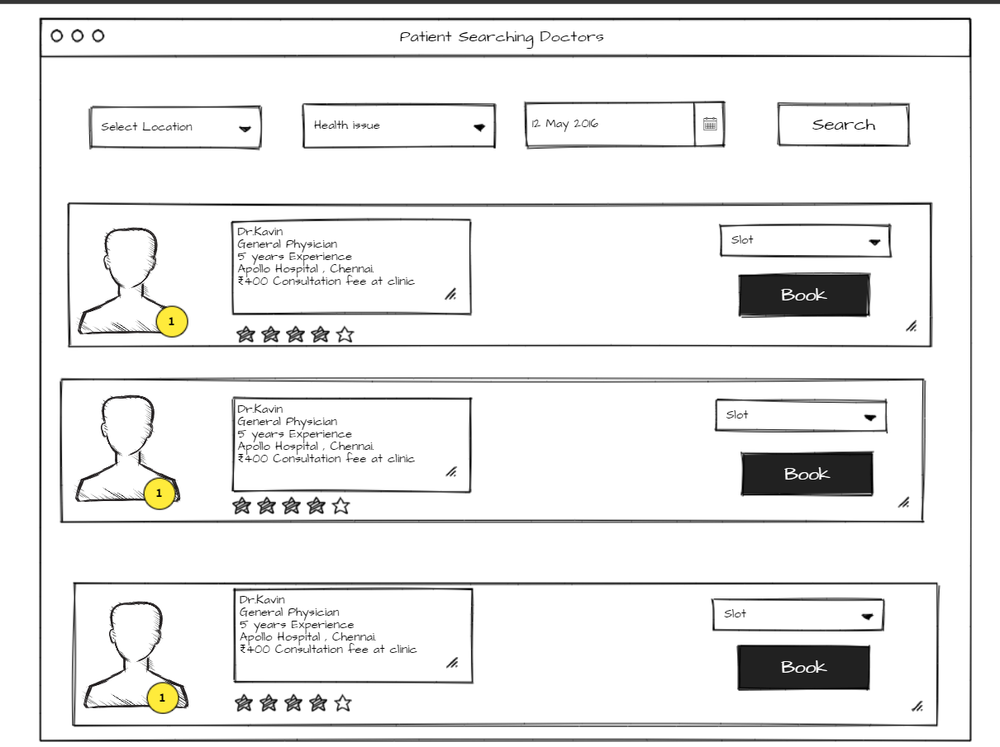 Patient Searching Doctors
Select Location
Health issue
12 May 2016
Search
Dr.Kavin
General Physician
5 years Experience
Apollo Hospital , Chennai.
₹400 Consultation fee at clinic
Slot
Book
1
Dr.Kavin
General Physician
5 years Experience
Apollo Hospital , Chennai.
₹400 Consultation fee at clinic
Slot
Book
1
Dr.Kavin
General Physician
5 years Experience
Apollo Hospital , Chennai.
₹400 Consultation fee at clinic
Slot
Book
1